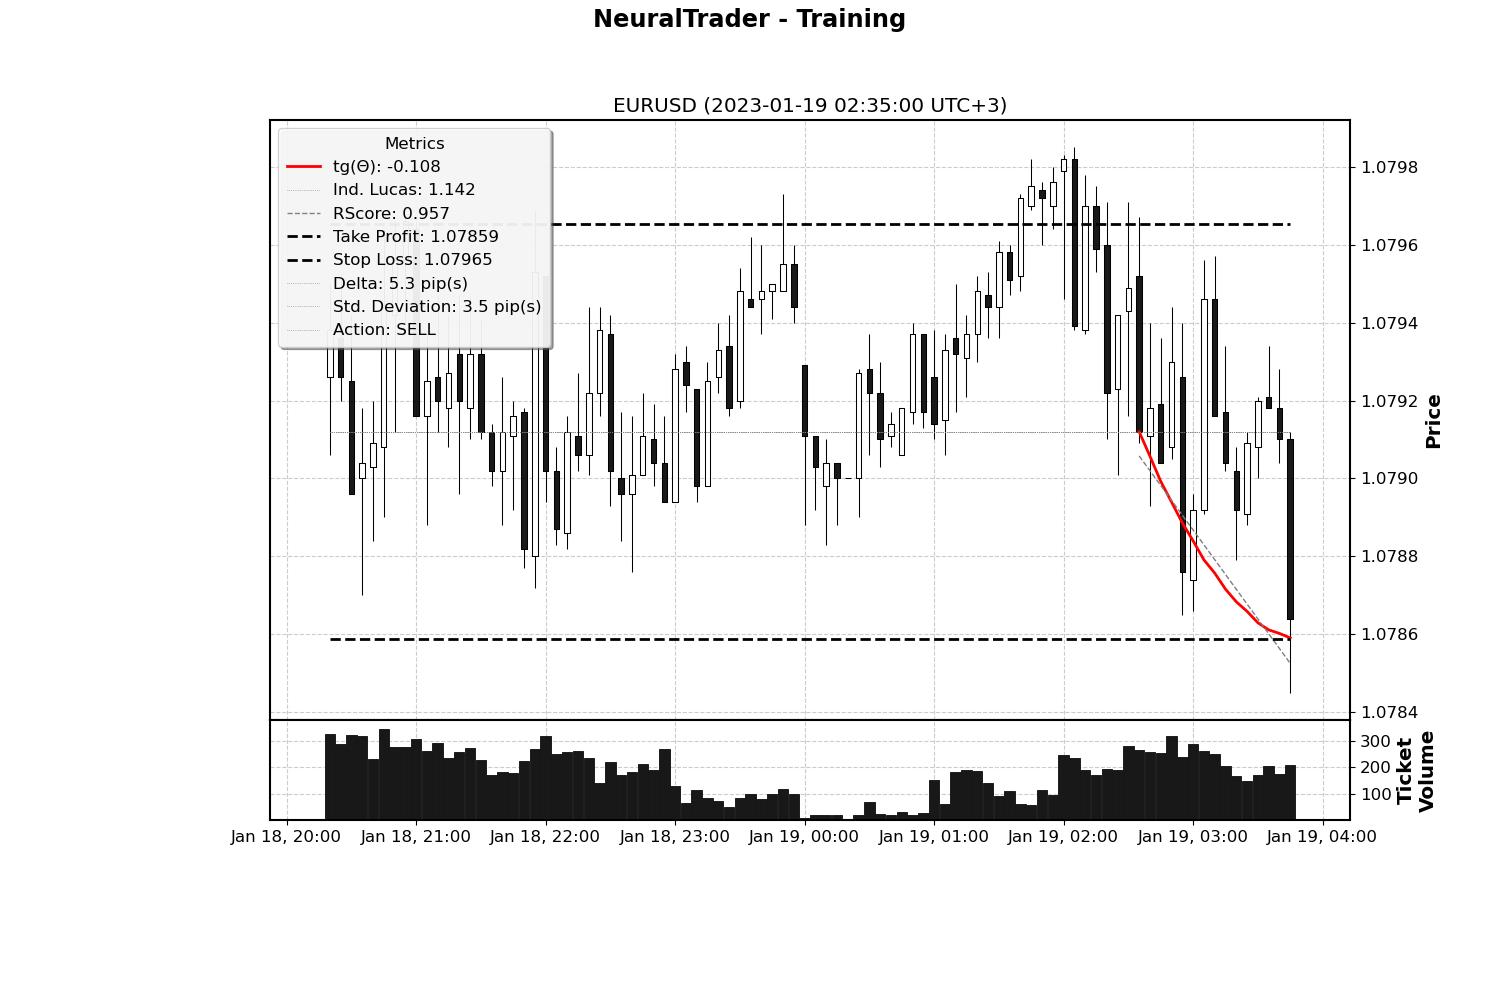 NeuralTrader - Training
EURUSD (2023-01-19 02:35:00 UTC+3)
Metrics
tg(Θ): -0.108
Ind. Lucas: 1.142
RScore: 0.957
Take Profit: 1.07859
Stop Loss: 1.07965
Delta: 5.3 pip(s)
Std. Deviation: 3.5 pip(s)
Action: SELL
1.0798
1.0796
1.0794
1.0792
1.0790
1.0788
1.0786
1.0784
Price
300
200
100
Ticket
Volume
Jan 18, 20:00
Jan 18, 21:00
Jan 18, 22:00
Jan 18, 23:00
Jan 19, 00:00
Jan 19, 01:00
Jan 19, 02:00
Jan 19, 03:00
Jan 19, 04:00